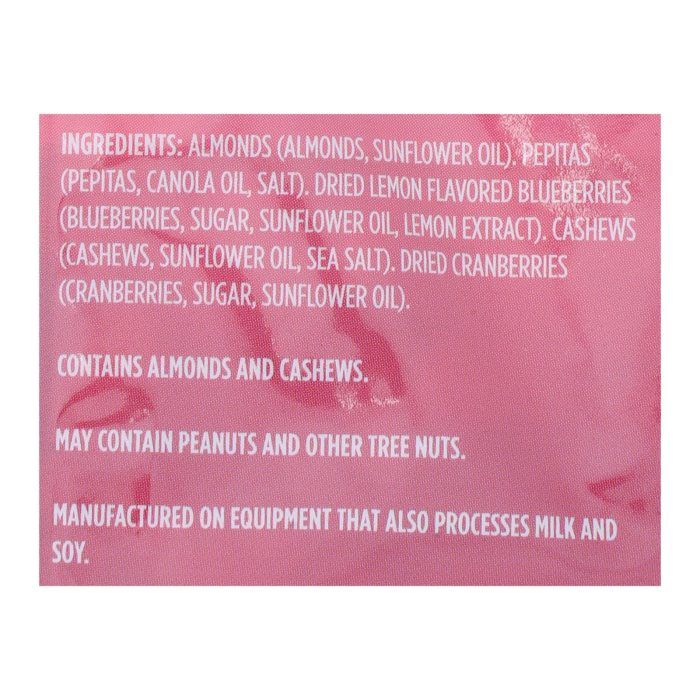 INGREDIENTS: ALMONDS (ALMONDS, SUNFLOWER OIL). PEPITAS
(PEPITAS, CANOLA OIL, SALT). DRIED LEMON FLAVORED BLUEBERRIES
(BLUEBERRIES, SUGAR, SUNFLOWER OIL, LEMON EXTRACT). CASHEWS
(CASHEWS, SUNFLOWER OIL, SEA SALT). DRIED CRANBERRIES
(CRANBERRIES, SUGAR, SUNFLOWER OIL).
CONTAINS ALMONDS AND CASHEWS.
MAY CONTAIN PEANUTS AND OTHER TREE NUTS.
MANUFACTURED ON EQUIPMENT THAT ALSO PROCESSES MILK AND
SOY.